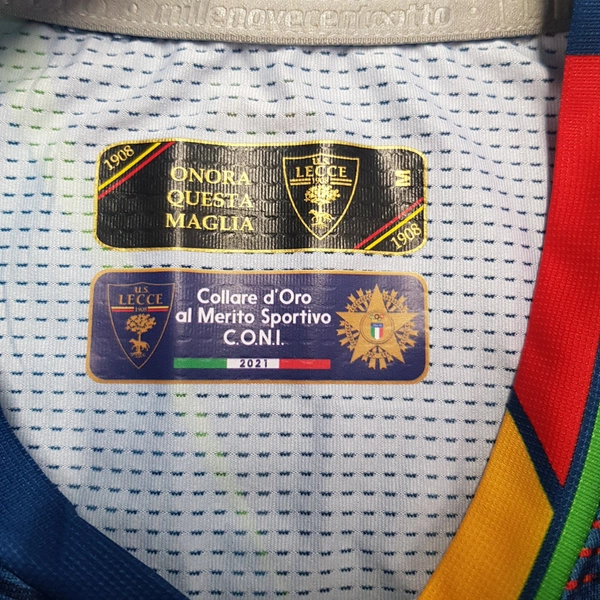 millenovecentootto
1908
ONORA
QUESTA
MAGLIA
U.S.
LECCE
M
1908
U.S.
LECCE
1908
Collare d'Oro
al Merito Sportivo
C.O.N.I.
2021